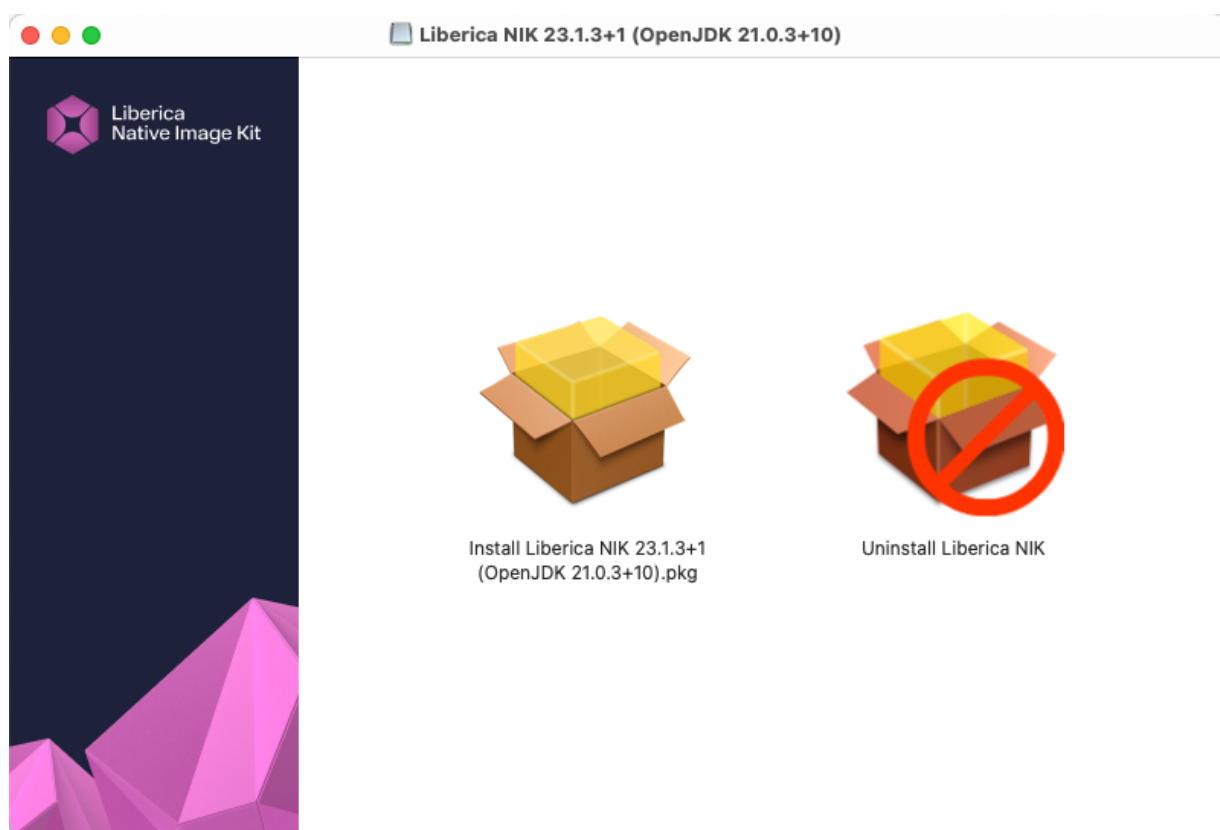 Liberica NIK 23.1.3+1 (OpenJDK 21.0.3+10)
Liberica
Native Image Kit
Install Liberica NIK 23.1.3+1
(OpenJDK 21.0.3+10).pkg
Uninstall Liberica NIK